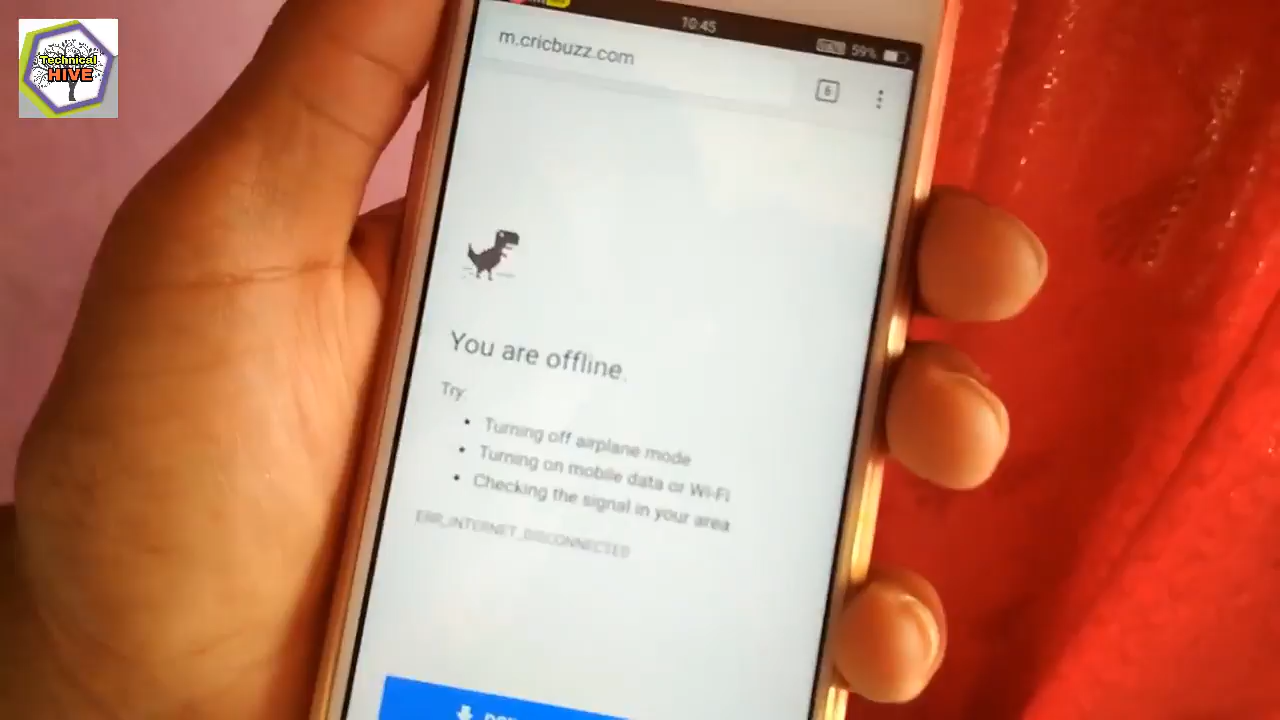 Technical
HIVE
10:45
59%
m.cricbuzz.com
6
You are offline.
Try:
Turning off airplane mode
Turning on mobile data or Wi-Fi
Checking the signal in your area
ERR_INTERNET_DISCONNECTED